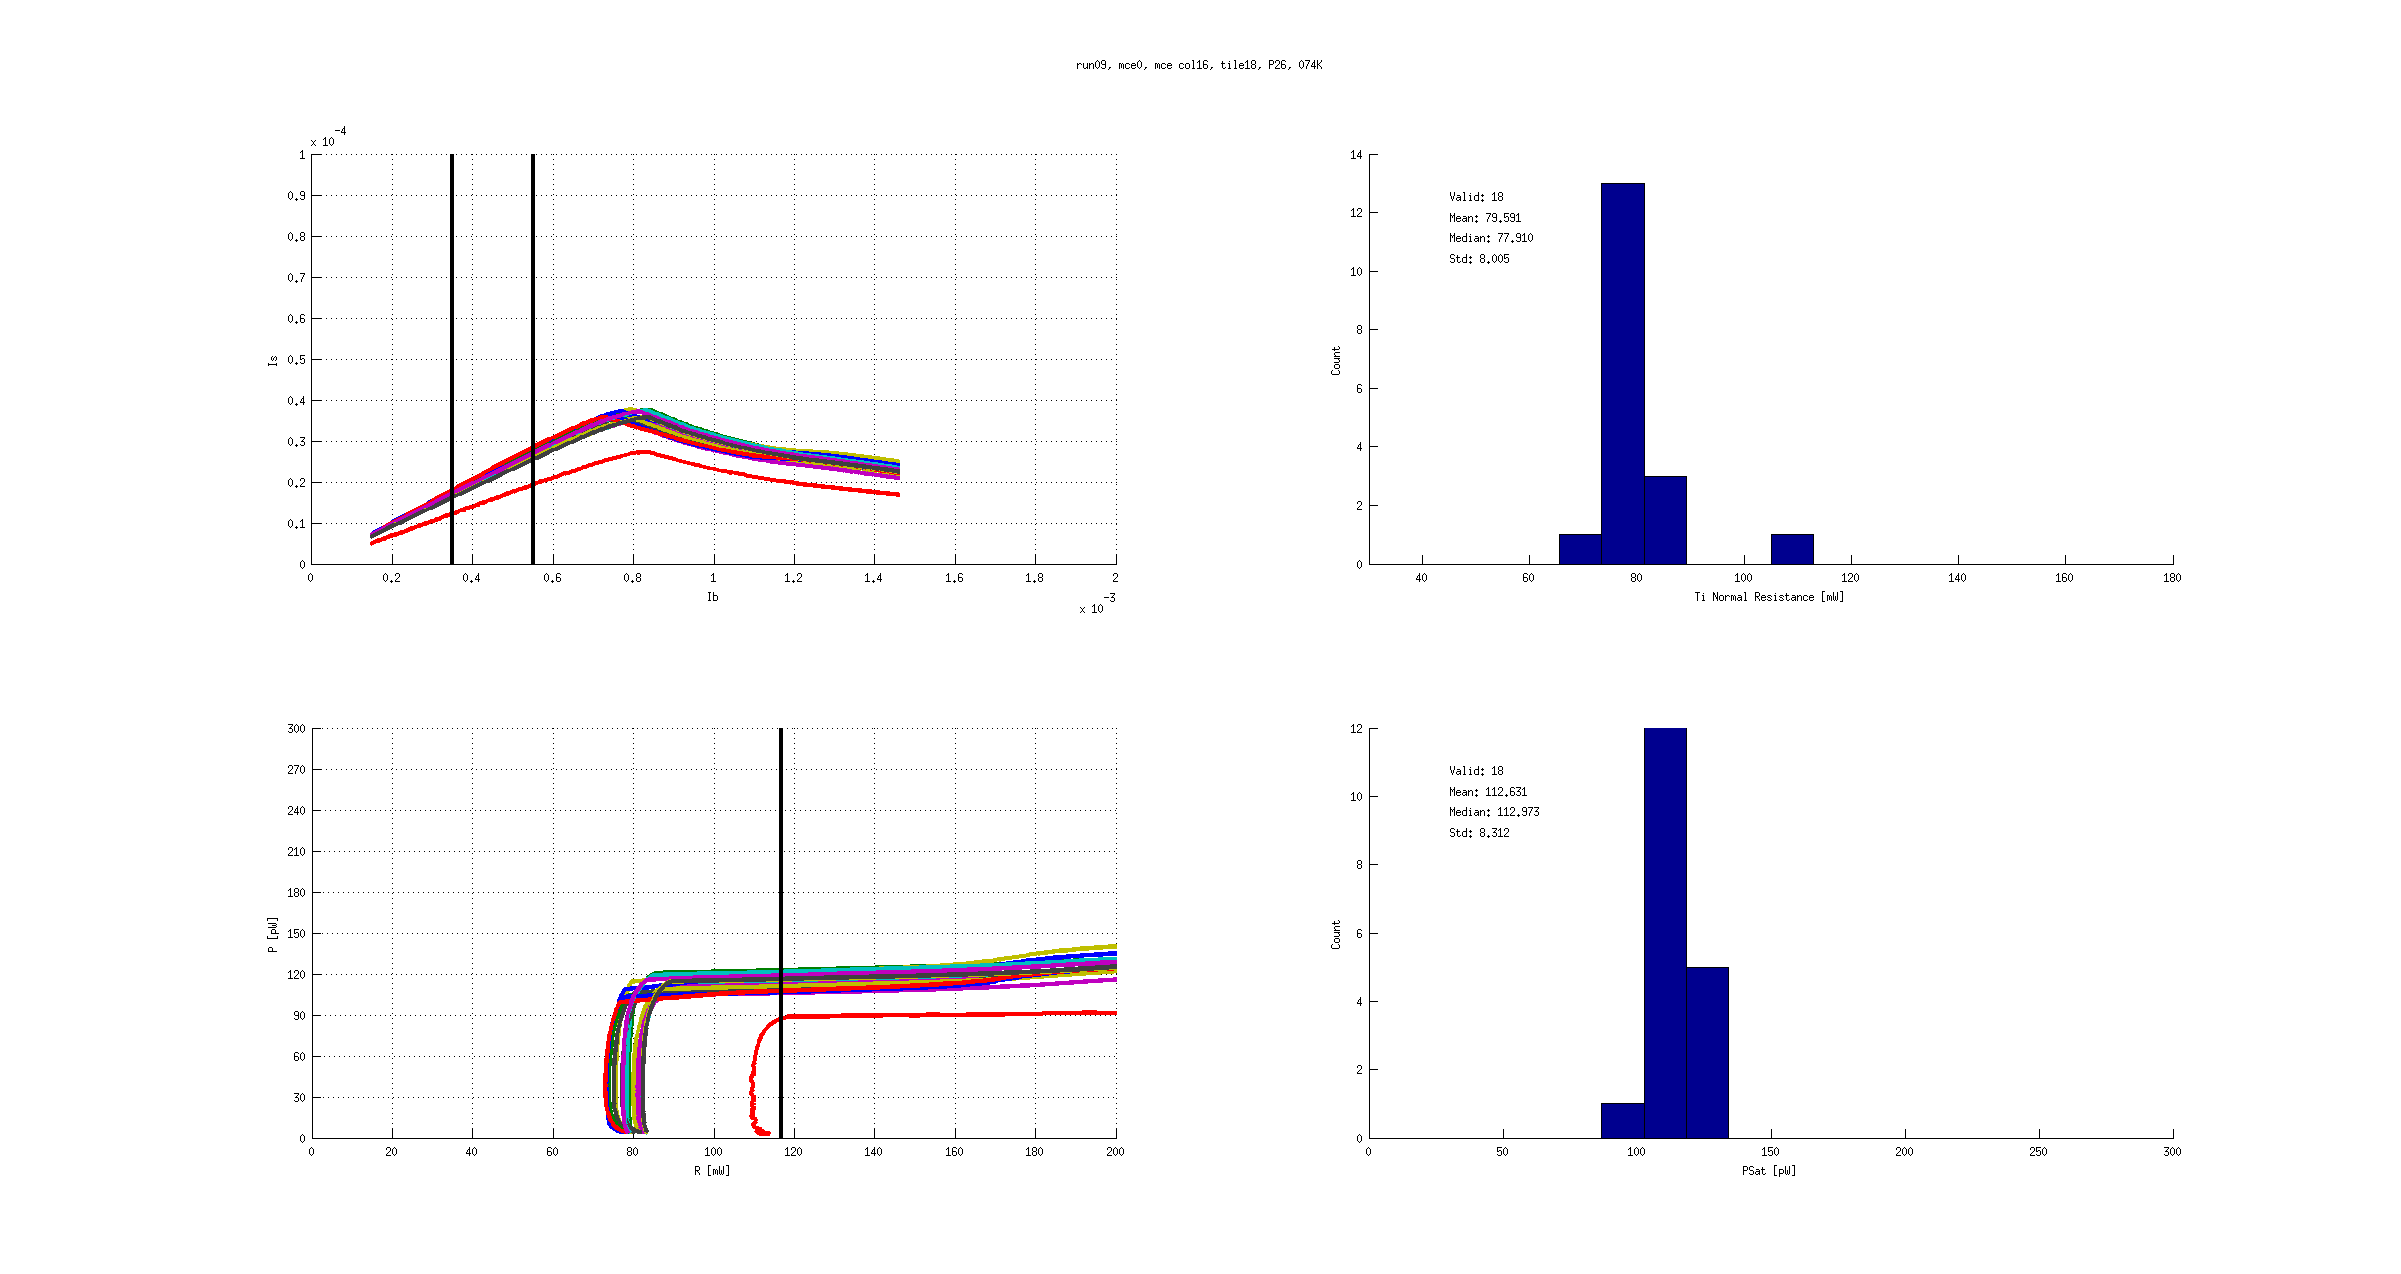 run09, mce0, mce col16, tile18, P26, 074K
x 10^-4
1
0.9
0.8
0.7
0.6
0.5
0.4
0.3
0.2
0.1
0
Is
0 0.2 0.4 0.6 0.8 1 1.2 1.4 1.6 1.8 2
Ib
x 10^-3
14
12
10
8
6
4
2
0
Count
Valid: 18
Mean: 79.591
Median: 77.910
Std: 8.005
40 60 80 100 120 140 160 180
Ti Normal Resistance [mW]
300
270
240
210
180
150
120
90
60
30
0
P [pW]
0 20 40 60 80 100 120 140 160 180 200
R [mW]
12
10
8
6
4
2
0
Count
Valid: 18
Mean: 112.631
Median: 112.973
Std: 8.312
0 50 100 150 200 250 300
PSat [pW]